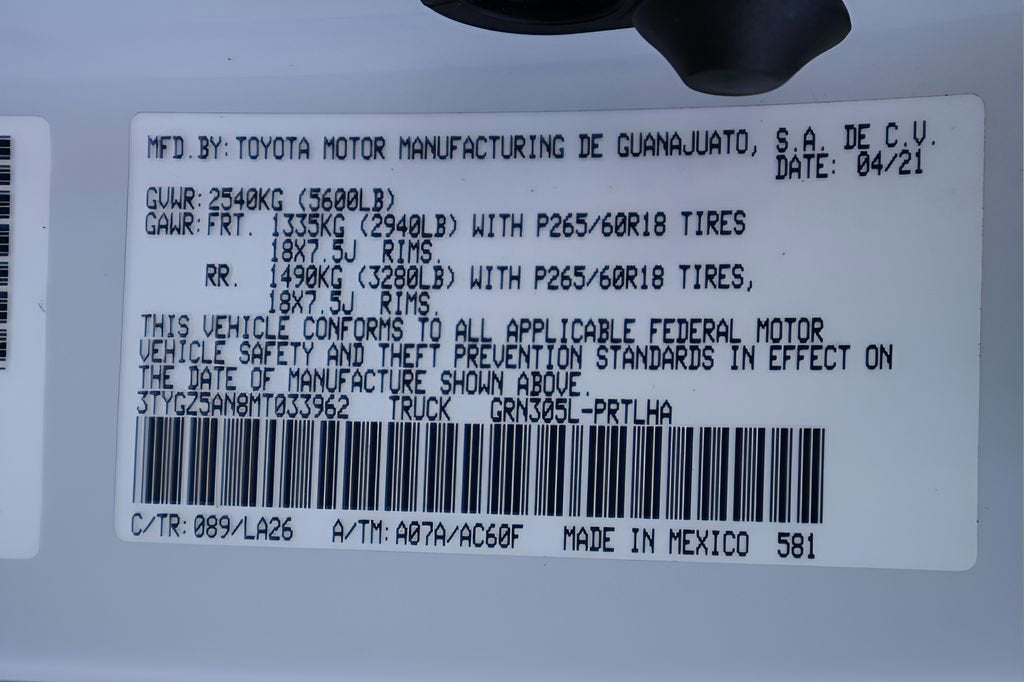 MFD.BY: TOYOTA MOTOR MANUFACTURING DE GUANAJUATO, S.A. DE C.V.
DATE: 04/21
GVWR: 2540KG (5600LB)
GAWR: FRT. 1335KG (2940LB) WITH P265/60R18 TIRES
18X7.5J RIMS.
RR. 1490KG (3280LB) WITH P265/60R18 TIRES,
18X7.5J RIMS.
THIS VEHICLE CONFORMS TO ALL APPLICABLE FEDERAL MOTOR
VEHICLE SAFETY AND THEFT PREVENTION STANDARDS IN EFFECT ON
THE DATE OF MANUFACTURE SHOWN ABOVE.
3TYGZ5AN8MT033962 TRUCK GRN305L-PRTLHA
C/TR: 089/LA26 A/TM: A07A/AC60F MADE IN MEXICO 581